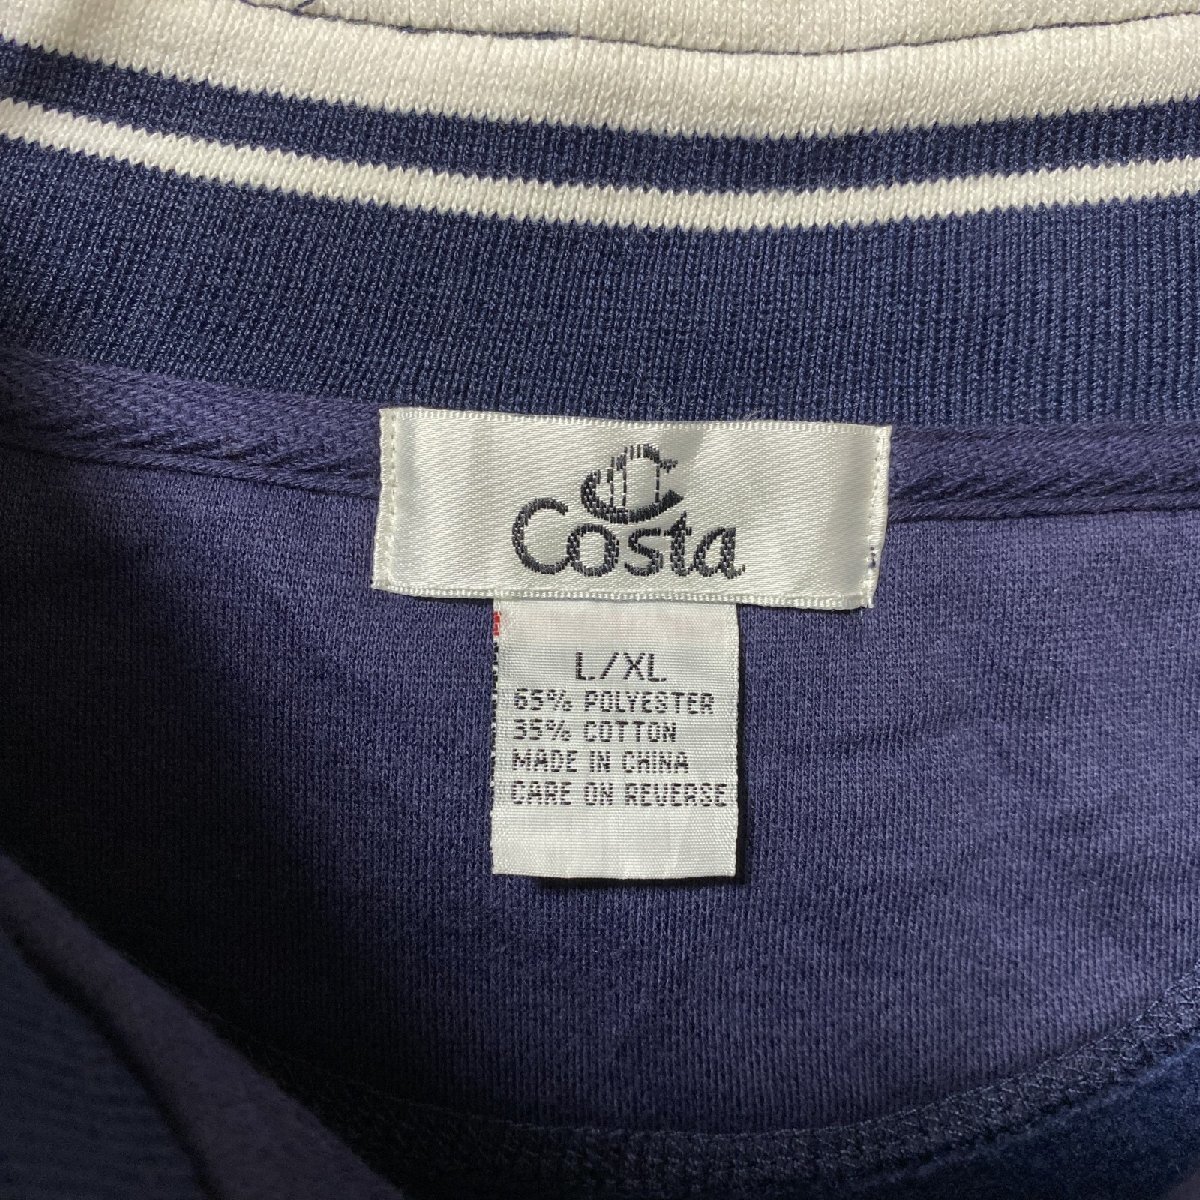 Costa
L/XL
65% POLYESTER
35% COTTON
MADE IN CHINA
CARE ON REVERSE